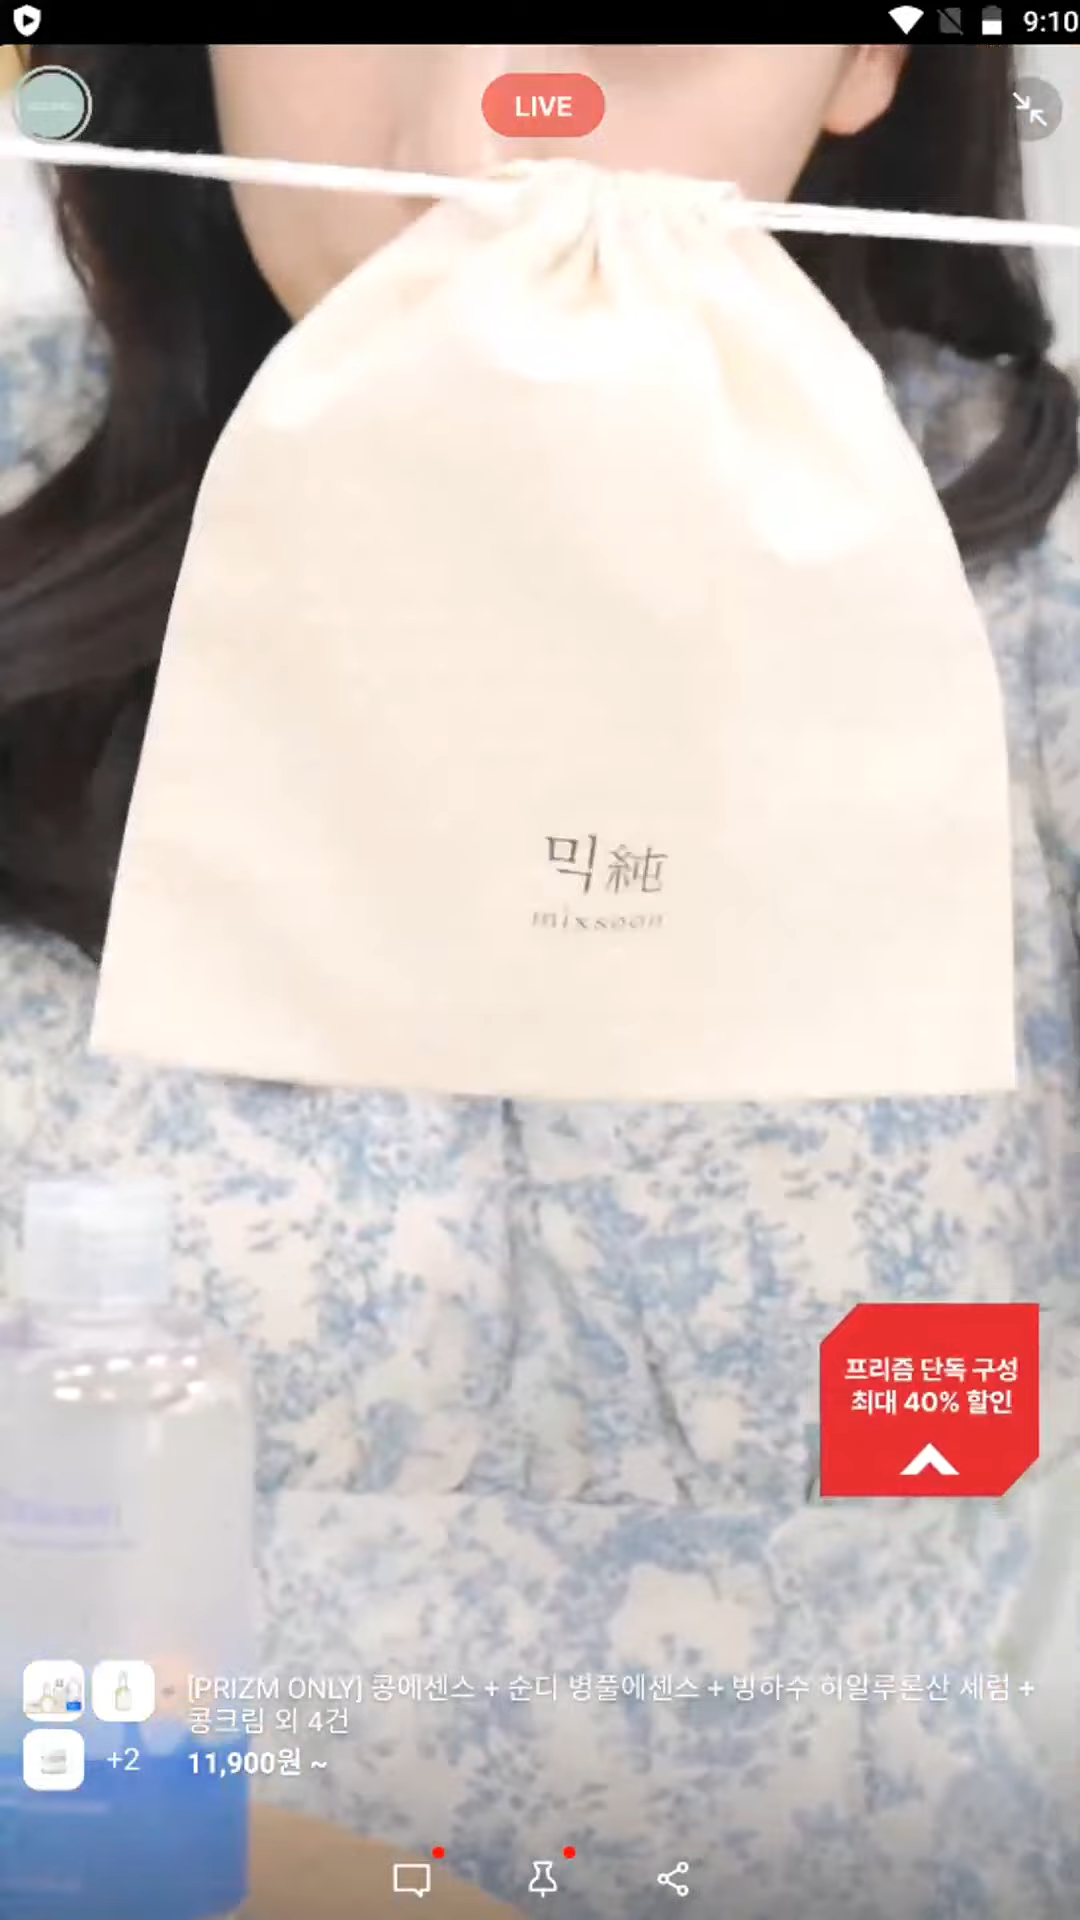 9:10
LIVE
믹純
mixsoon
프리즘 단독 구성
최대 40% 할인
[PRIZM ONLY] 콩에센스 + 순디 병풀에센스 + 빙하수 히알루론산 세럼 +
콩크림 외 4건
+2
11,900원 ~